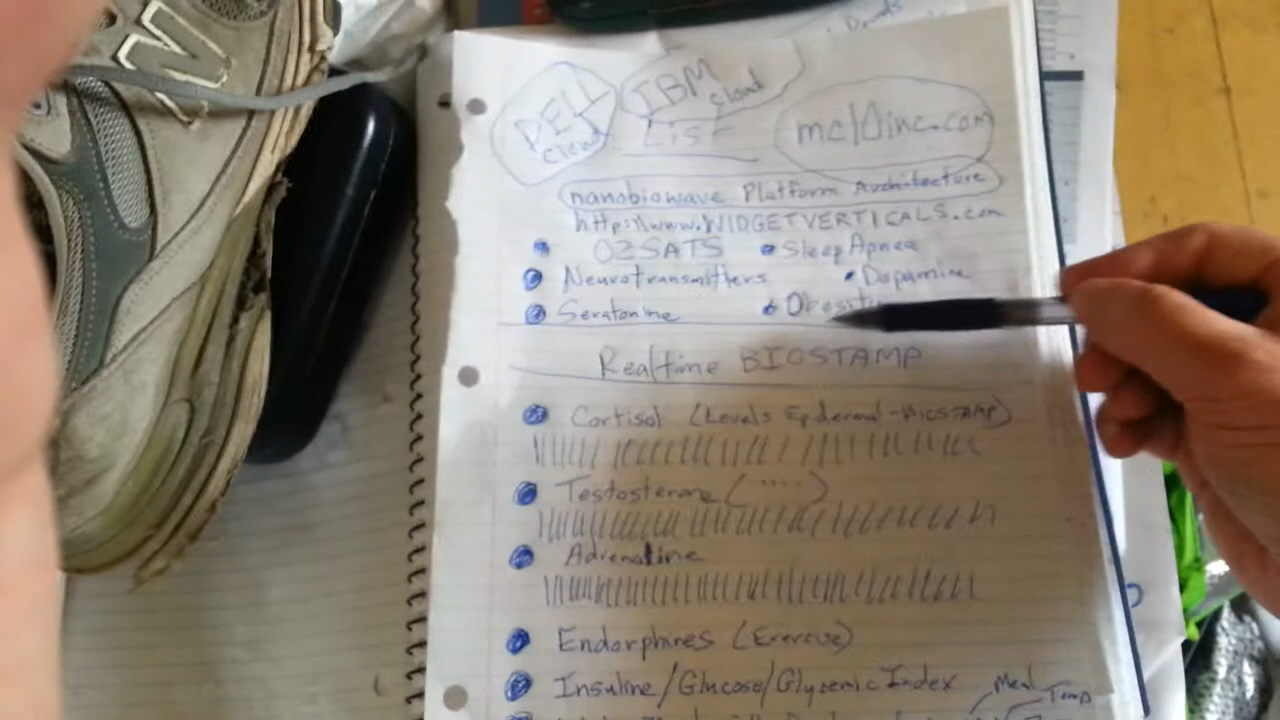 N
DELL
Cloud
IBM
Cloud
List
mc10inc.com
nanobiowave Platform Architecture
http://www.WIDGETVERTICALS.com
O2SATS • Sleep Apnea
Neurotransmitters • Dopamine
Seratonine • Obesity
Realtime BIOSTAMP
Cortisol (Levels Epidermal-BIOSTAMP)
Testosterone (.....)
Adrenaline
Endorphines (Exercise)
Insuline/Glucose/Glycemic Index
Meal
Temp